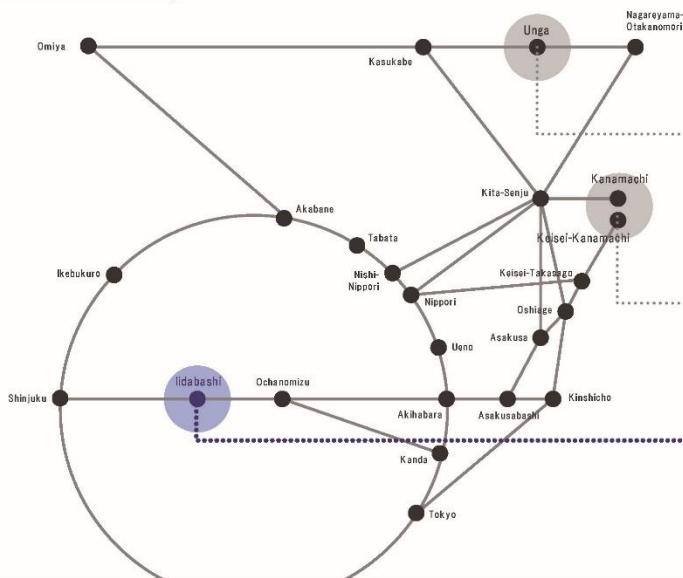 Nagareyama-
Otakanomori
Unga
Omiya
Kasukabe
Kita-Senju
Kanamachi
Akabane
Tabata
Keisei-Kanamachi
Ikebukuro
Nishi-
Nippori
Keisei-Takasago
Nippori
Oshiage
Asakusa
Ueno
Iidabashi
Ochanomizu
Shinjuku
Akihabara
Asakusabashi
Kinshicho
Kanda
Tokyo